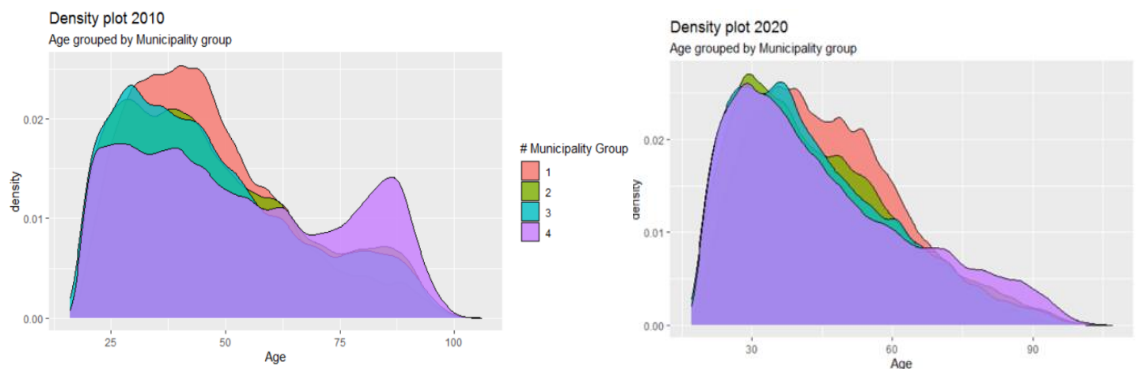 Density plot 2010
Age grouped by Municipality group
density
0.02
0.01
0.00
25 50 75 100
Age
# Municipality Group
1
2
3
4
Density plot 2020
Age grouped by Municipality group
density
0.02
0.01
0.00
30 60 90
Age